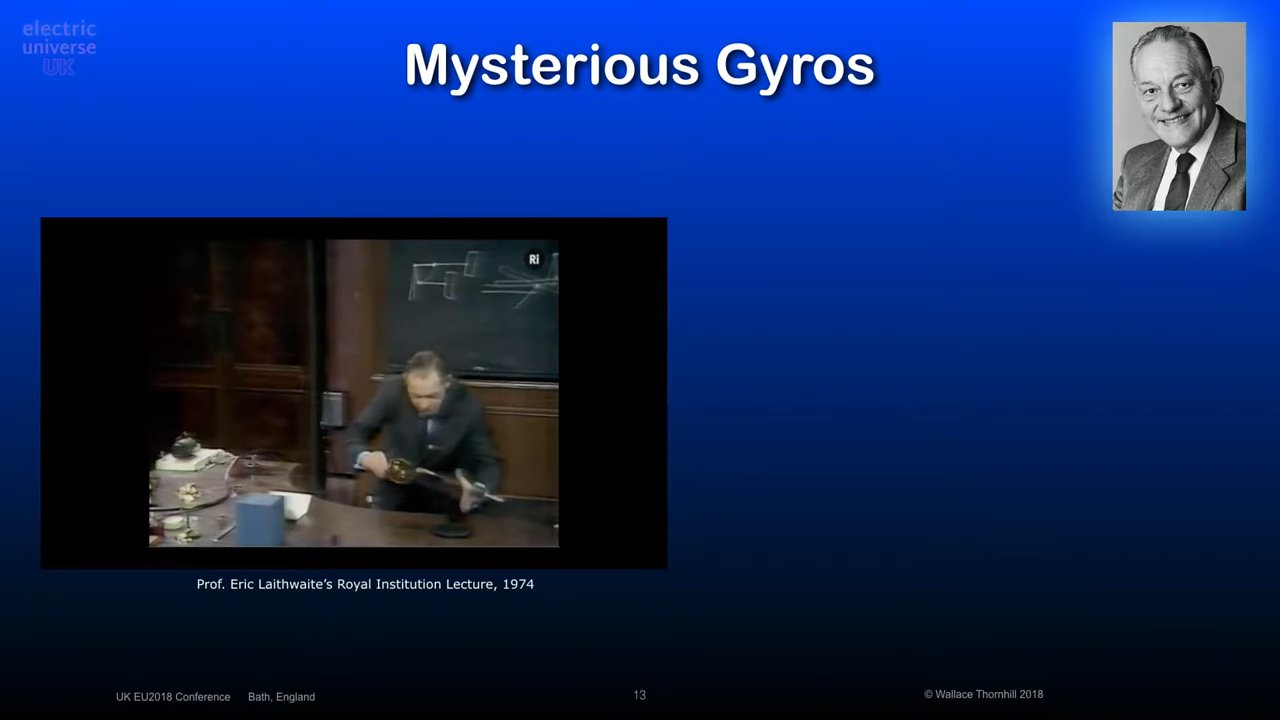 electric
universe
UK
Mysterious Gyros
Ri
Prof. Eric Laithwaite’s Royal Institution Lecture, 1974
UK EU2018 Conference Bath, England
13
© Wallace Thornhill 2018